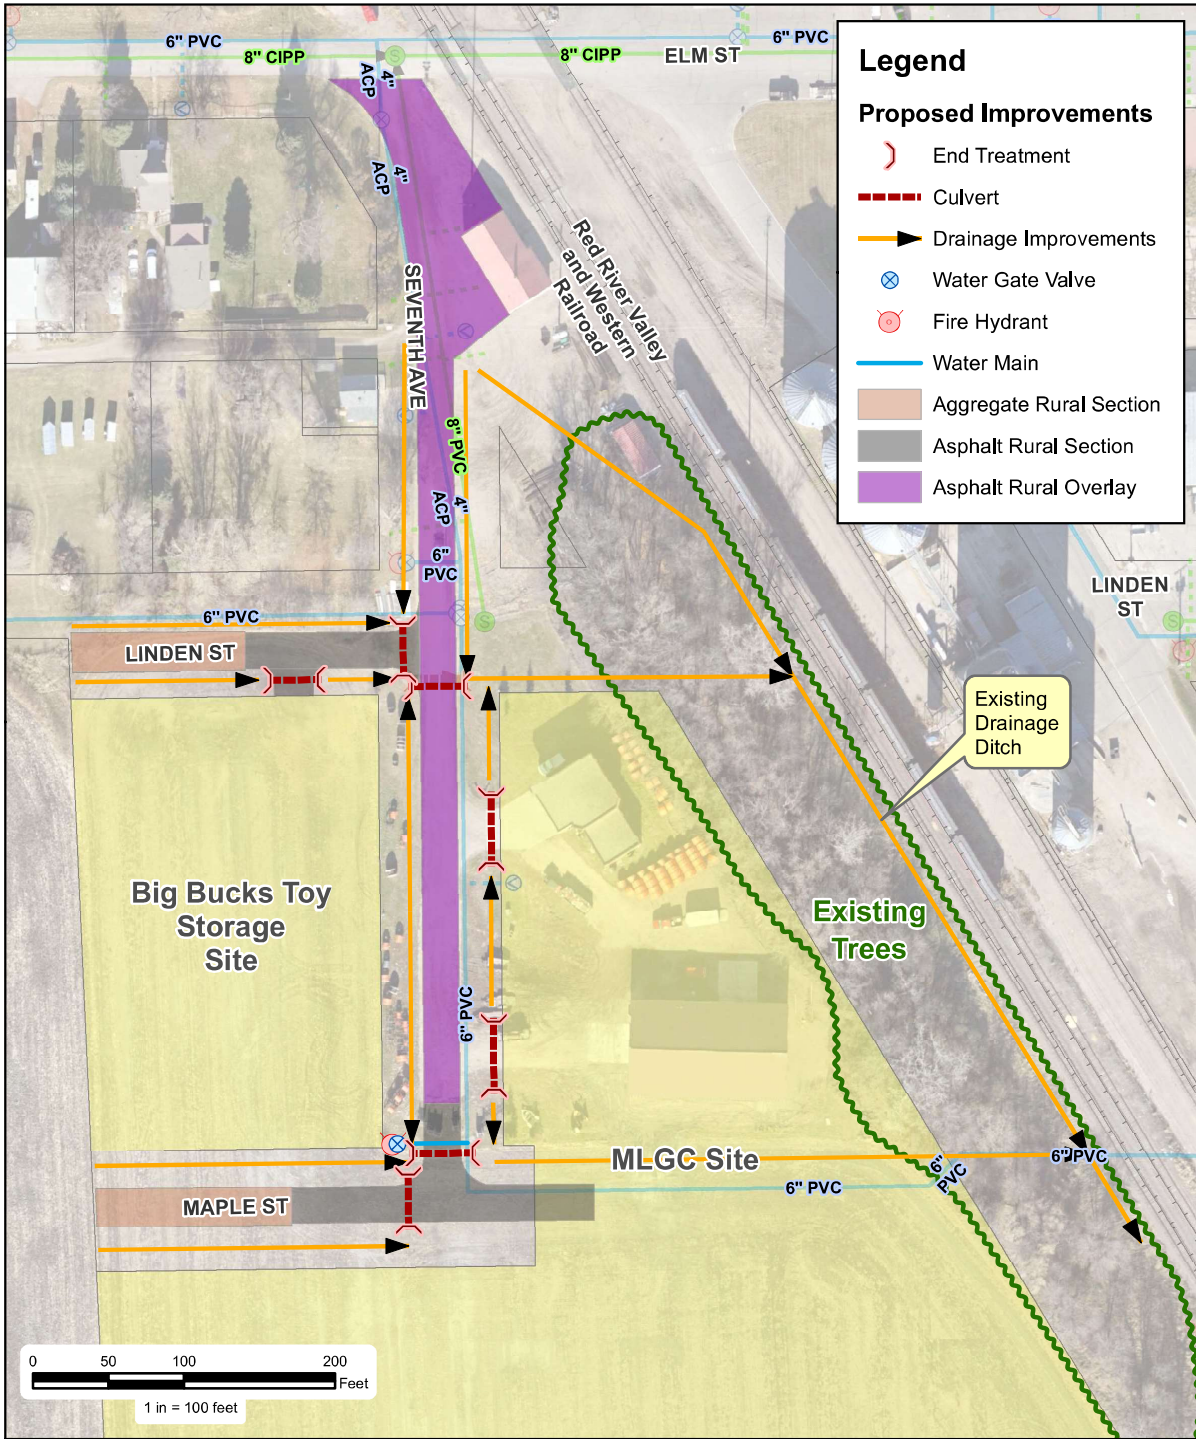 6" PVC
8" CIPP
8" CIPP
ELM ST
6" PVC
4"
ACP
4"
ACP
Legend
Proposed Improvements
End Treatment
Culvert
Drainage Improvements
Water Gate Valve
Fire Hydrant
Water Main
Aggregate Rural Section
Asphalt Rural Section
Asphalt Rural Overlay
Red River Valley
and Western
Railroad
SEVENTH AVE
8" PVC
4"
ACP
6"
PVC
6" PVC
LINDEN ST
LINDEN
ST
Existing
Drainage
Ditch
Big Bucks Toy
Storage
Site
Existing
Trees
6" PVC
MLGC Site
6" PVC
6"
PVC
6" PVC
MAPLE ST
0 50 100 200
Feet
1 in = 100 feet
S
S
S